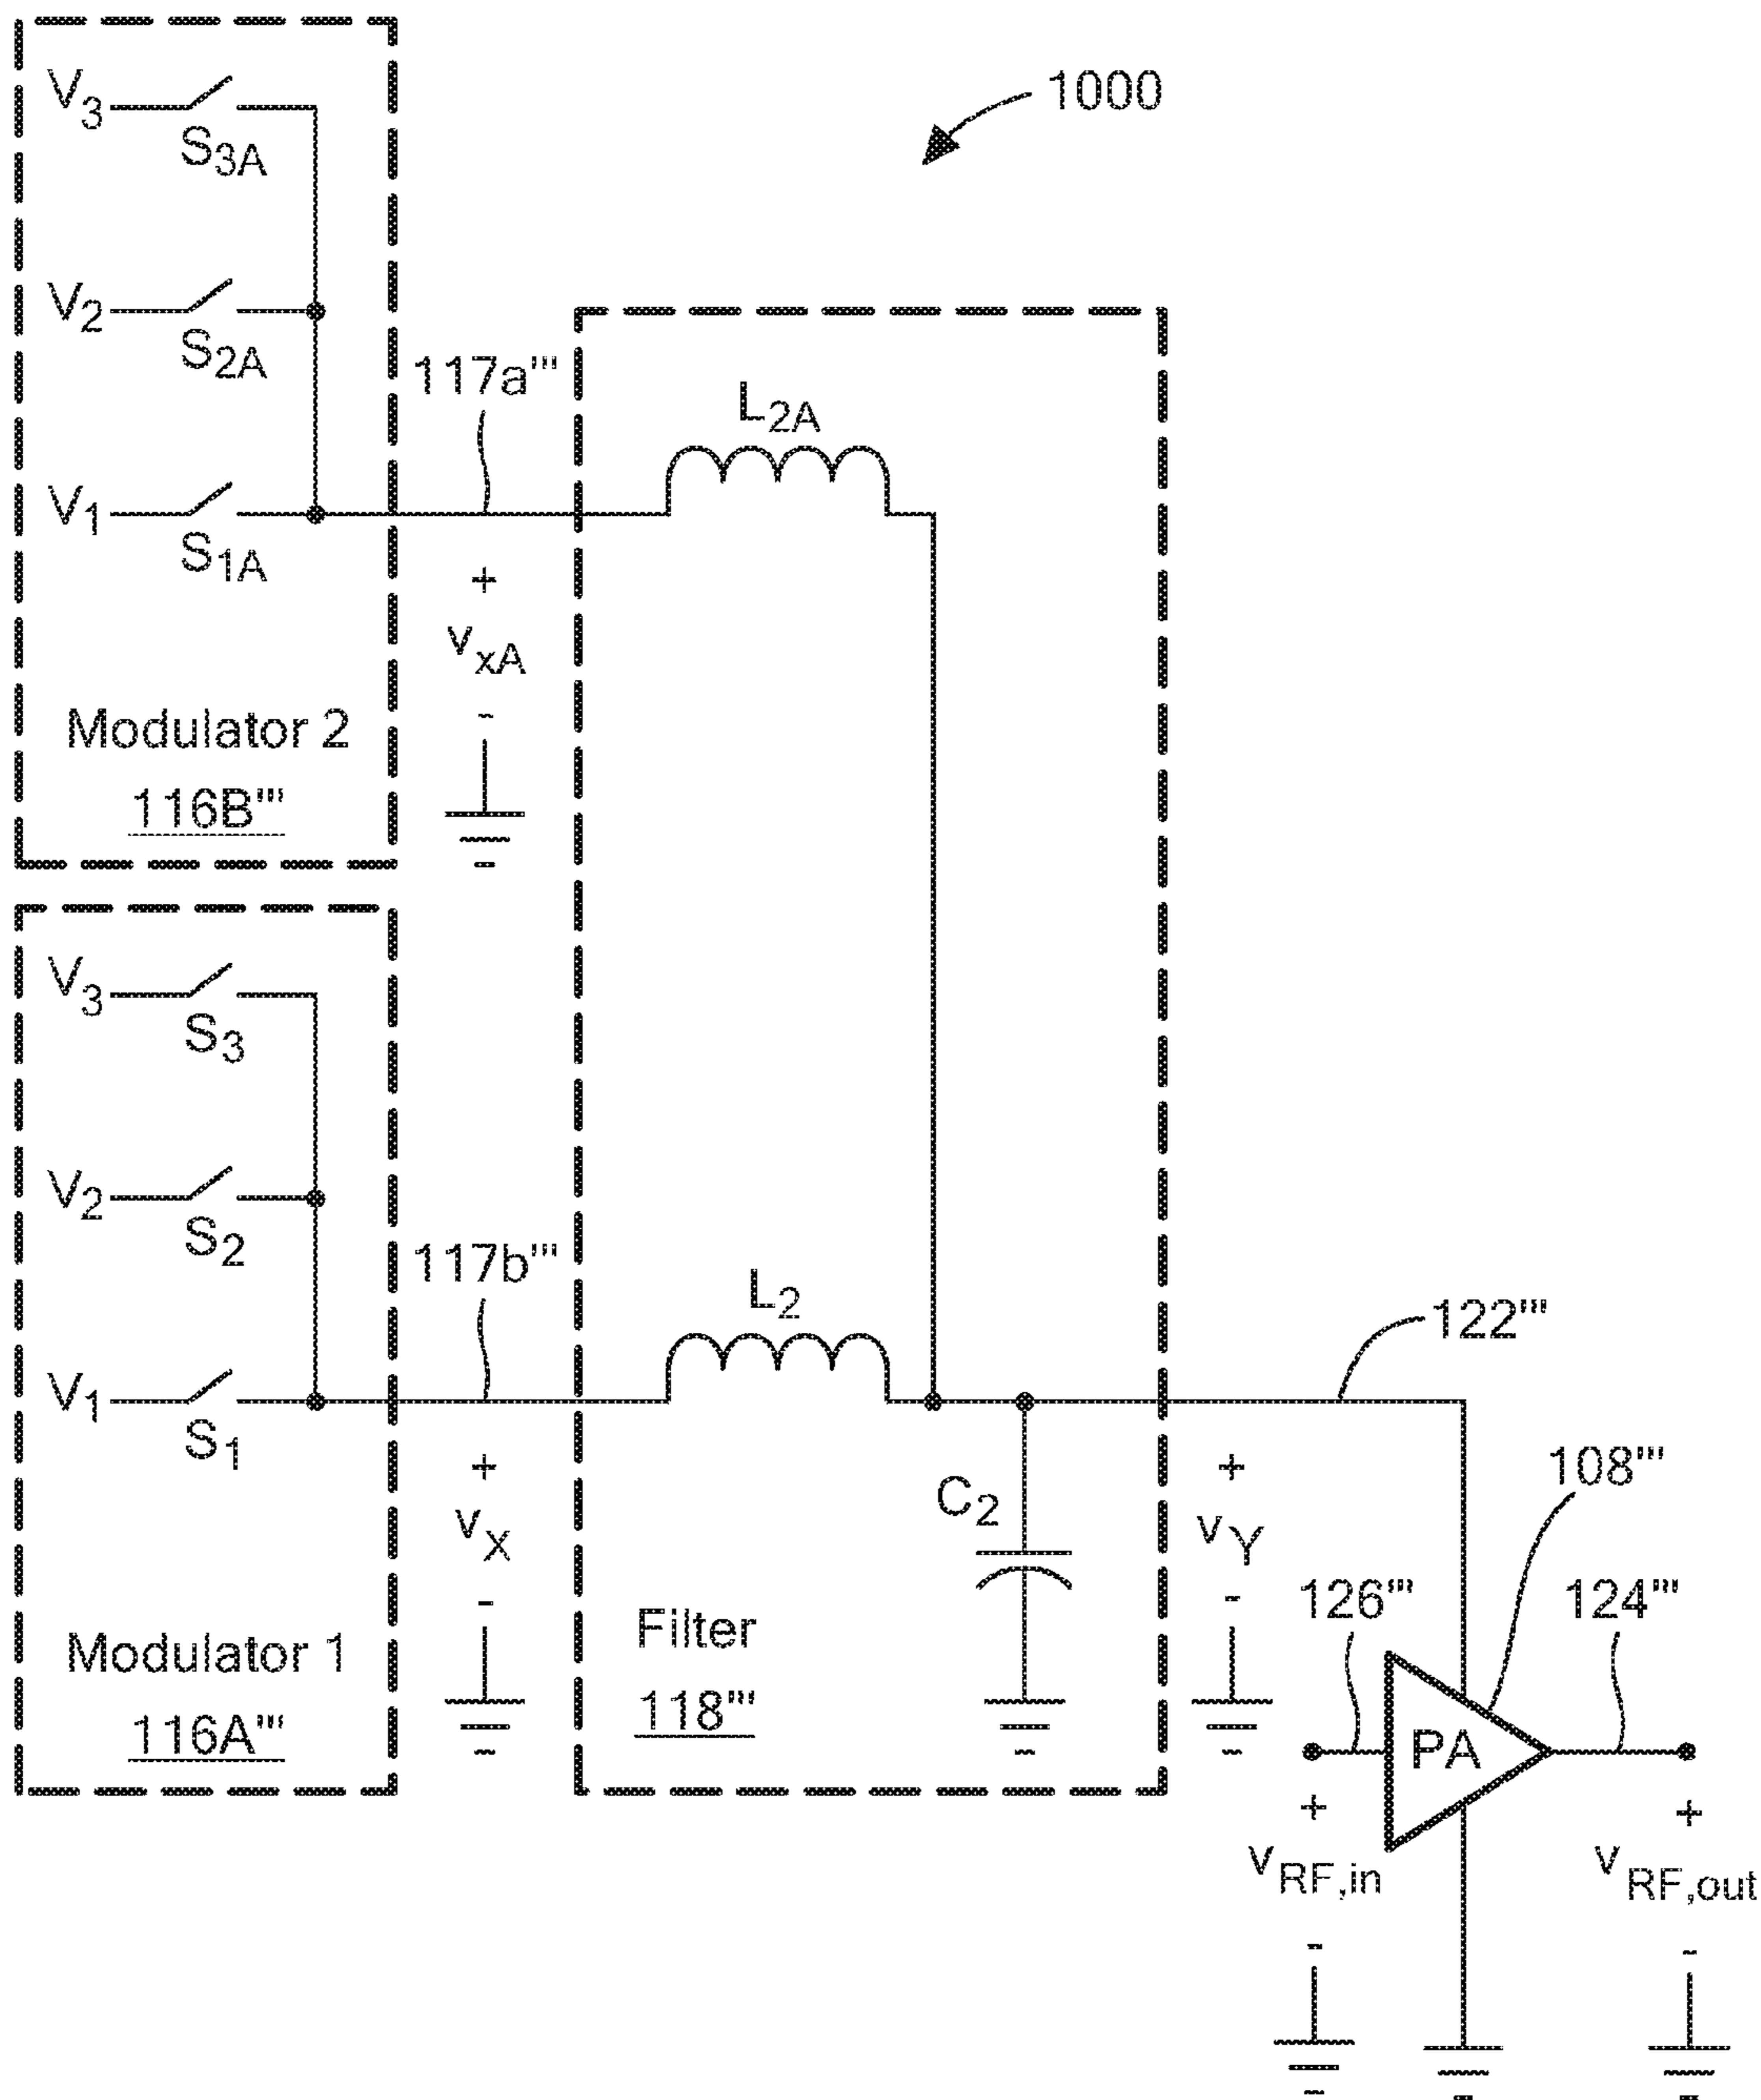 1000
V3
S3A
V2
S2A
117a'''
L2A
V1
S1A
+
vxA
-
Modulator 2
116B'''
V3
S3
V2
S2
117b'''
L2
122'''
V1
S1
+
vX
-
C2
+
vY
-
108'''
126'''
124'''
Filter
118'''
Modulator 1
116A'''
PA
+
vRF,in
-
+
vRF,out
-